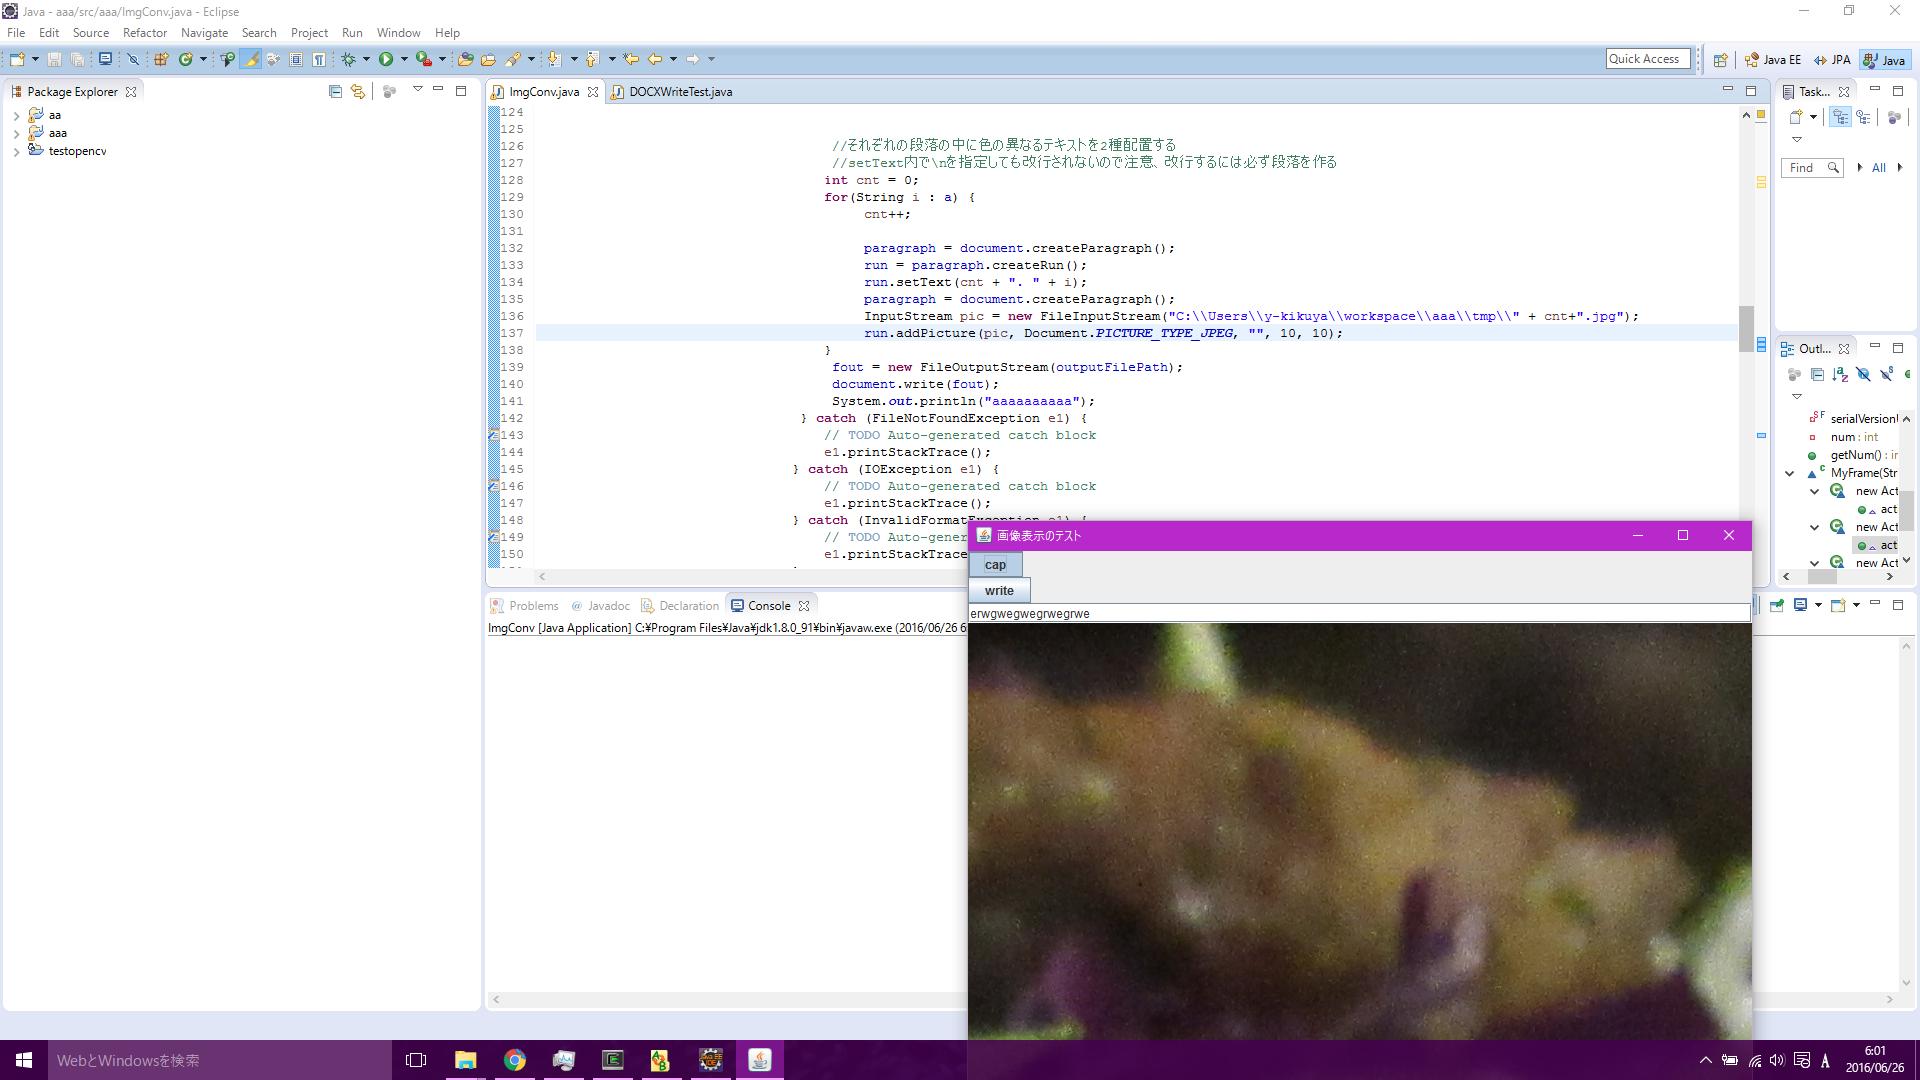 Java - aaa/src/aaa/ImgConv.java - Eclipse
File Edit Source Refactor Navigate Search Project Run Window Help
Quick Access
Java EE JPA Java
Package Explorer
aa
aaa
testopencv
ImgConv.java DOCXWriteTest.java
124
125
126 //それぞれの段落の中に色の異なるテキストを2種配置する
127 //setText内で\nを指定しても改行されないので注意、改行するには必ず段落を作る
128 int cnt = 0;
129 for(String i : a) {
130 cnt++;
131
132 paragraph = document.createParagraph();
133 run = paragraph.createRun();
134 run.setText(cnt + ". " + i);
135 paragraph = document.createParagraph();
136 InputStream pic = new FileInputStream("C:\\Users\\y-kikuya\\workspace\\aaa\\tmp\\" + cnt+".jpg");
137 run.addPicture(pic, Document.PICTURE_TYPE_JPEG, "", 10, 10);
138 }
139 fout = new FileOutputStream(outputFilePath);
140 document.write(fout);
141 System.out.println("aaaaaaaaaa");
142 } catch (FileNotFoundException e1) {
143 // TODO Auto-generated catch block
144 e1.printStackTrace();
145 } catch (IOException e1) {
146 // TODO Auto-generated catch block
147 e1.printStackTrace();
148 } catch (InvalidFormatException e1) {
149 // TODO Auto-gene
150 e1.printStackTrace
Task...
Find All
Outl...
serialVersionU
num : int
getNum() : in
MyFrame(Str
new Act
act
new Act
act
new Act
Problems Javadoc Declaration Console
ImgConv [Java Application] C:¥Program Files¥Java¥jdk1.8.0_91¥bin¥javaw.exe (2016/06/26 6
画像表示のテスト
cap
write
erwgwegwegrwegrwe
WebとWindowsを検索
A
6:01
2016/06/26